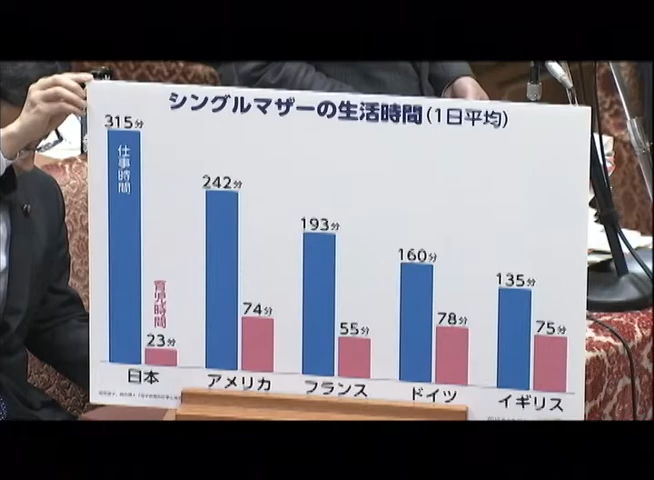 シングルマザーの生活時間(1日平均)
315分
仕事時間
育児時間
23分
242分
74分
193分
55分
160分
78分
135分
75分
日本
アメリカ
フランス
ドイツ
イギリス